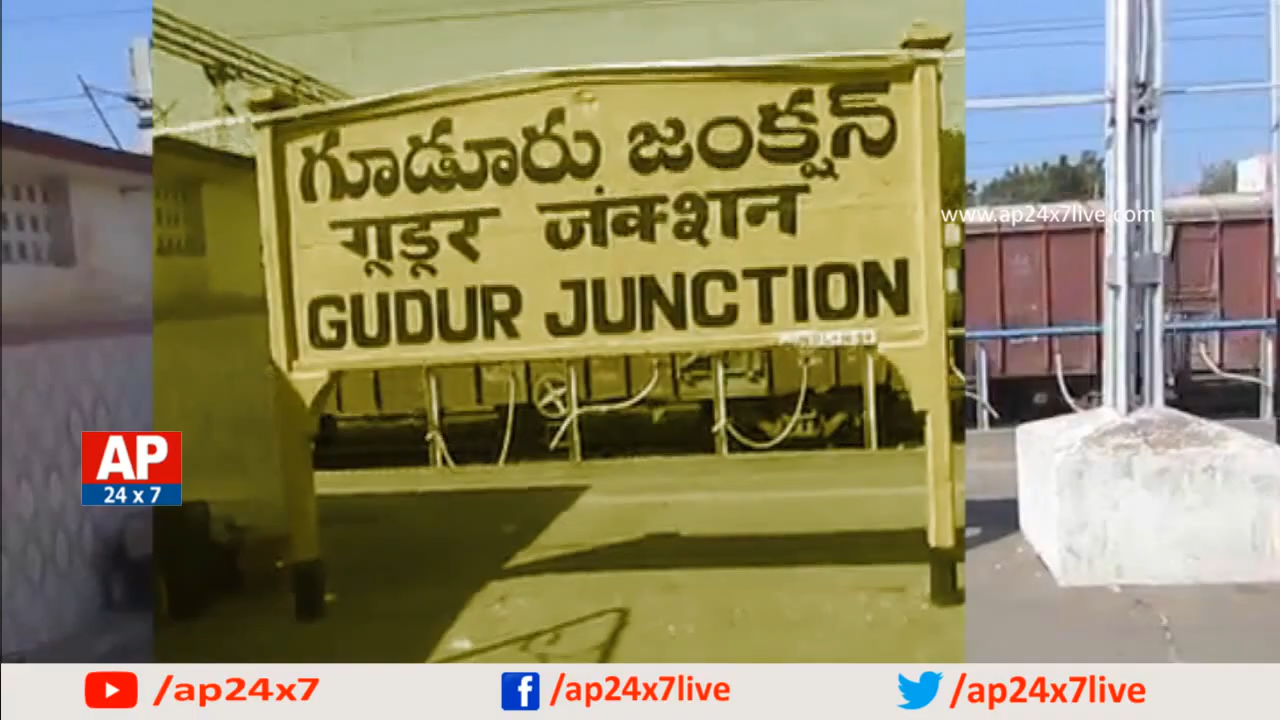 గూడూరు జంక్షన్
गूडूर जंक्शन
GUDUR JUNCTION
www.ap24x7live.com
AP
24 x 7
/ap24x7
/ap24x7live
/ap24x7live